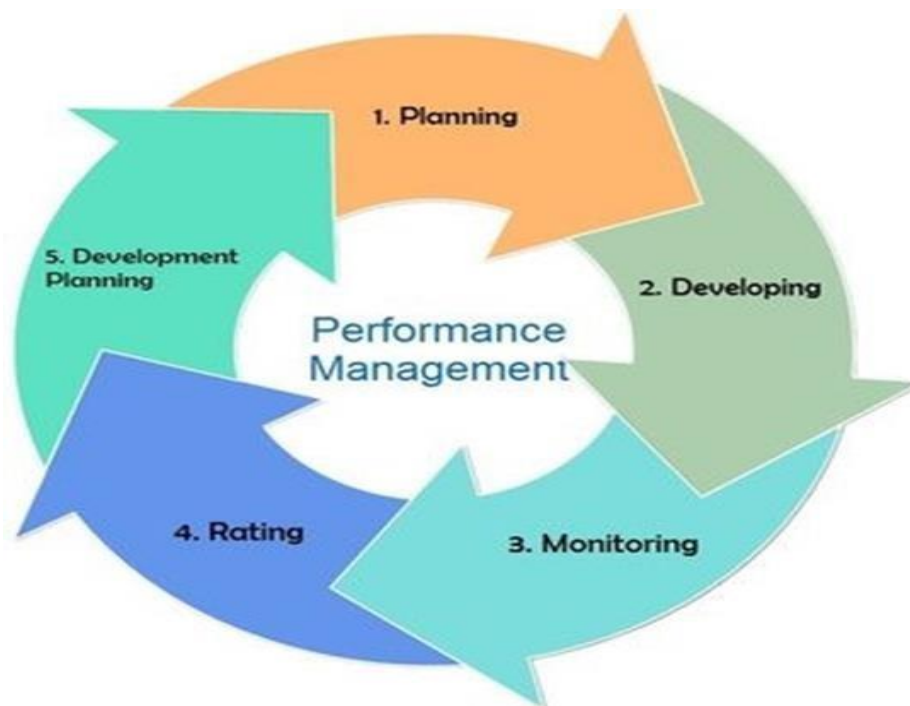 1. Planning
2. Developing
3. Monitoring
4. Rating
5. Development
Planning
Performance
Management